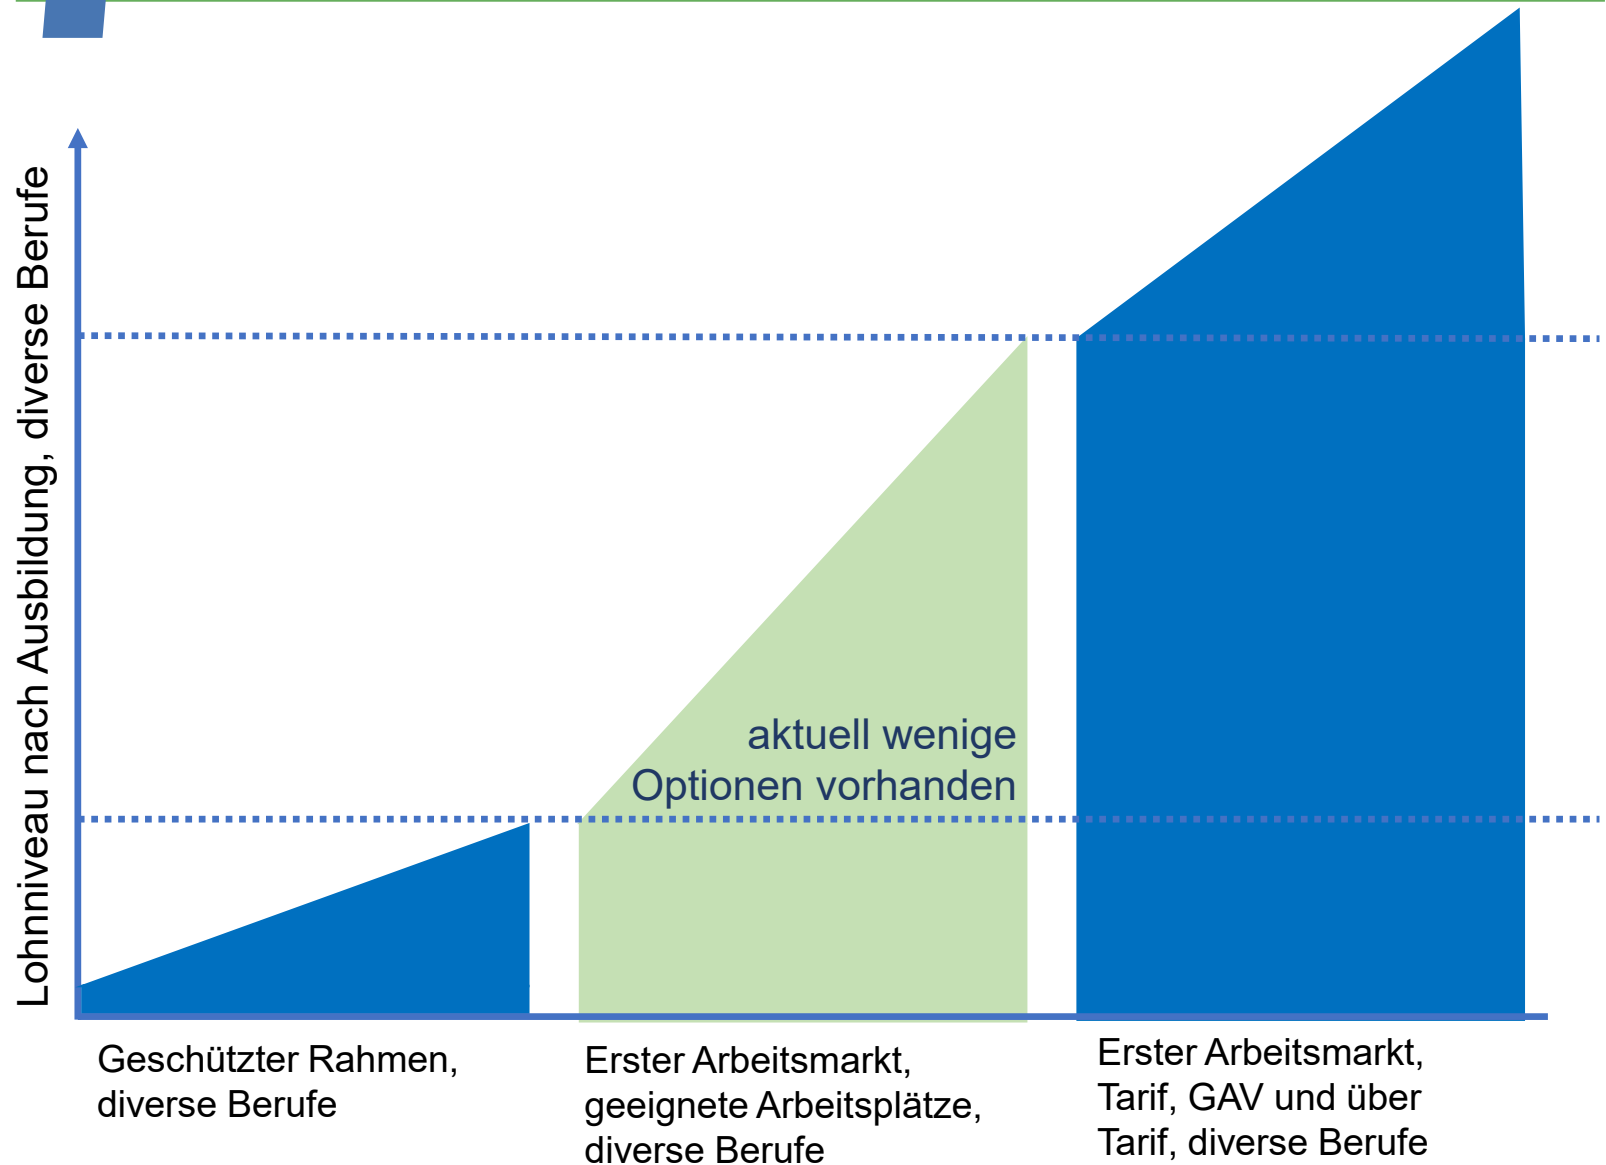 Lohnniveau nach Ausbildung, diverse Berufe
aktuell wenige
Optionen vorhanden
Geschützter Rahmen,
diverse Berufe
Erster Arbeitsmarkt,
geeignete Arbeitsplätze,
diverse Berufe
Erster Arbeitsmarkt,
Tarif, GAV und über
Tarif, diverse Berufe